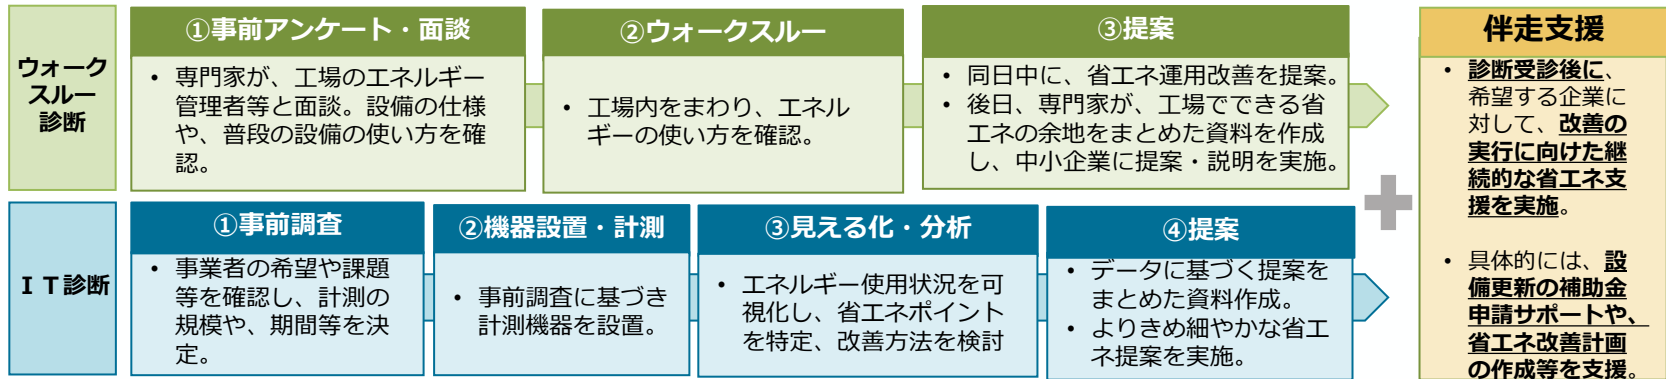 ウォーク
スルー
診断
①事前アンケート・面談
• 専門家が、工場のエネルギー
管理者等と面談。設備の仕様
や、普段の設備の使い方を確
認。
②ウォークスルー
• 工場内をまわり、エネル
ギーの使い方を確認。
③提案
• 同日中に、省エネ運用改善を提案。
• 後日、専門家が、工場でできる省
エネの余地をまとめた資料を作成
し、中小企業に提案・説明を実施。
ＩＴ診断
①事前調査
• 事業者の希望や課題
等を確認し、計測の
規模や、期間等を決
定。
②機器設置・計測
• 事前調査に基づき
計測機器を設置。
③見える化・分析
• エネルギー使用状況を可
視化し、省エネポイント
を特定、改善方法を検討
④提案
• データに基づく提案を
まとめた資料作成。
• よりきめ細やかな省エ
ネ提案を実施。
伴走支援
• 診断受診後に、
希望する企業に
対して、改善の
実行に向けた継
続的な省エネ支
援を実施。
• 具体的には、設
備更新の補助金
申請サポートや、
省エネ改善計画
の作成等を支援。